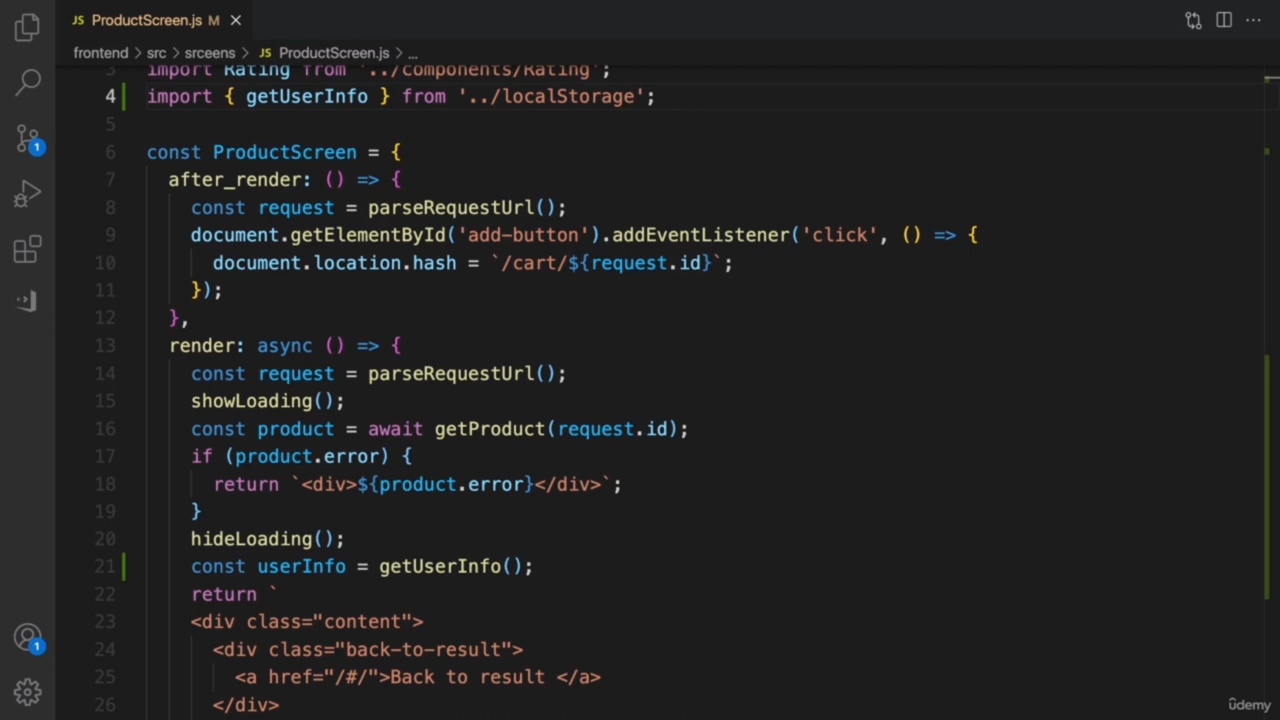 JS ProductScreen.js M
frontend > src > srceens > JS ProductScreen.js > ...
3 import Rating from '../components/Rating';
4 import { getUserInfo } from '../localStorage';
5
6 const ProductScreen = {
7 after_render: () => {
8 const request = parseRequestUrl();
9 document.getElementById('add-button').addEventListener('click', () => {
10 document.location.hash = `/cart/${request.id}`;
11 });
12 },
13 render: async () => {
14 const request = parseRequestUrl();
15 showLoading();
16 const product = await getProduct(request.id);
17 if (product.error) {
18 return `<div>${product.error}</div>`;
19 }
20 hideLoading();
21 const userInfo = getUserInfo();
22 return `
23 <div class="content">
24 <div class="back-to-result">
25 <a href="/#/">Back to result </a>
26 </div>
1
1
ûdemy